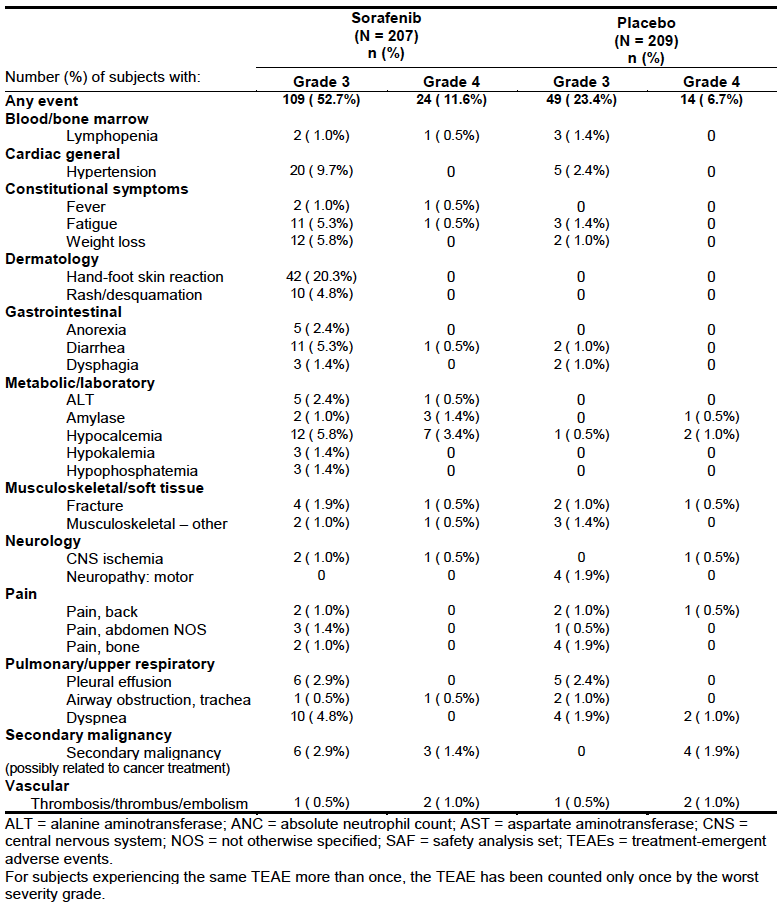 Sorafenib Placebo
(N = 207) (N = 209)
n (%) n (%)
Number (%) of subjects with: Grade 3 Grade 4 Grade 3 Grade 4
Any event 109 (52.7%) 24 (11.6%) 49 (23.4%) 14 (6.7%)
Blood/bone marrow
Lymphopenia 2 ( 1.0%) 1 ( 0.5%) 3 ( 1.4%) 0
Cardiac general
Hypertension 20 ( 9.7%) 0 5 ( 2.4%) 0
Constitutional symptoms
Fever 2 ( 1.0%) 1 ( 0.5%) 0 0
Fatigue 11 ( 5.3%) 1 ( 0.5%) 3 ( 1.4%) 0
Weight loss 12 ( 5.8%) 0 2 ( 1.0%) 0
Dermatology
Hand-foot skin reaction 42 ( 20.3%) 0 0 0
Rash/desquamation 10 ( 4.8%) 0 0 0
Gastrointestinal
Anorexia 5 ( 2.4%) 0 0 0
Diarrhea 11 ( 5.3%) 1 ( 0.5%) 2 ( 1.0%) 0
Dysphagia 3 ( 1.4%) 0 2 ( 1.0%) 0
Metabolic/laboratory
ALT 5 ( 2.4%) 1 ( 0.5%) 0 0
Amylase 2 ( 1.0%) 3 ( 1.4%) 0 1 ( 0.5%)
Hypocalcemia 12 ( 5.8%) 7 ( 3.4%) 1 ( 0.5%) 2 ( 1.0%)
Hypokalemia 3 ( 1.4%) 0 0 0
Hypophosphatemia 3 ( 1.4%) 0 0 0
Musculoskeletal/soft tissue
Fracture 4 ( 1.9%) 1 ( 0.5%) 2 ( 1.0%) 1 ( 0.5%)
Musculoskeletal – other 2 ( 1.0%) 1 ( 0.5%) 3 ( 1.4%) 0
Neurology
CNS ischemia 2 ( 1.0%) 1 ( 0.5%) 0 1 ( 0.5%)
Neuropathy: motor 0 0 4 ( 1.9%) 0
Pain
Pain, back 2 ( 1.0%) 0 2 ( 1.0%) 1 ( 0.5%)
Pain, abdomen NOS 3 ( 1.4%) 0 1 ( 0.5%) 0
Pain, bone 2 ( 1.0%) 0 4 ( 1.9%) 0
Pulmonary/upper respiratory
Pleural effusion 6 ( 2.9%) 0 5 ( 2.4%) 0
Airway obstruction, trachea 1 ( 0.5%) 1 ( 0.5%) 2 ( 1.0%) 0
Dyspnea 10 ( 4.8%) 0 4 ( 1.9%) 2 ( 1.0%)
Secondary malignancy
Secondary malignancy 6 ( 2.9%) 3 ( 1.4%) 0 4 ( 1.9%)
(possibly related to cancer treatment)
Vascular
Thrombosis/thrombus/embolism 1 ( 0.5%) 2 ( 1.0%) 1 ( 0.5%) 2 ( 1.0%)
ALT = alanine aminotransferase; ANC = absolute neutrophil count; AST = aspartate aminotransferase; CNS =
central nervous system; NOS = not otherwise specified; SAF = safety analysis set; TEAEs = treatment-emergent
adverse events.
For subjects experiencing the same TEAE more than once, the TEAE has been counted only once by the worst
severity grade.